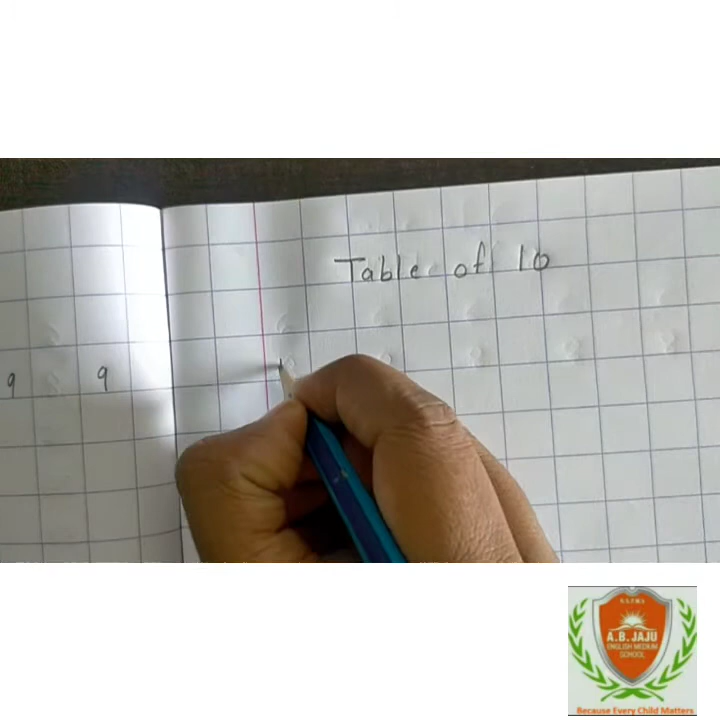 Table of 10
9 9
A.B. JAJU
ENGLISH MEDIUM
SCHOOL
Because Every Child Matters